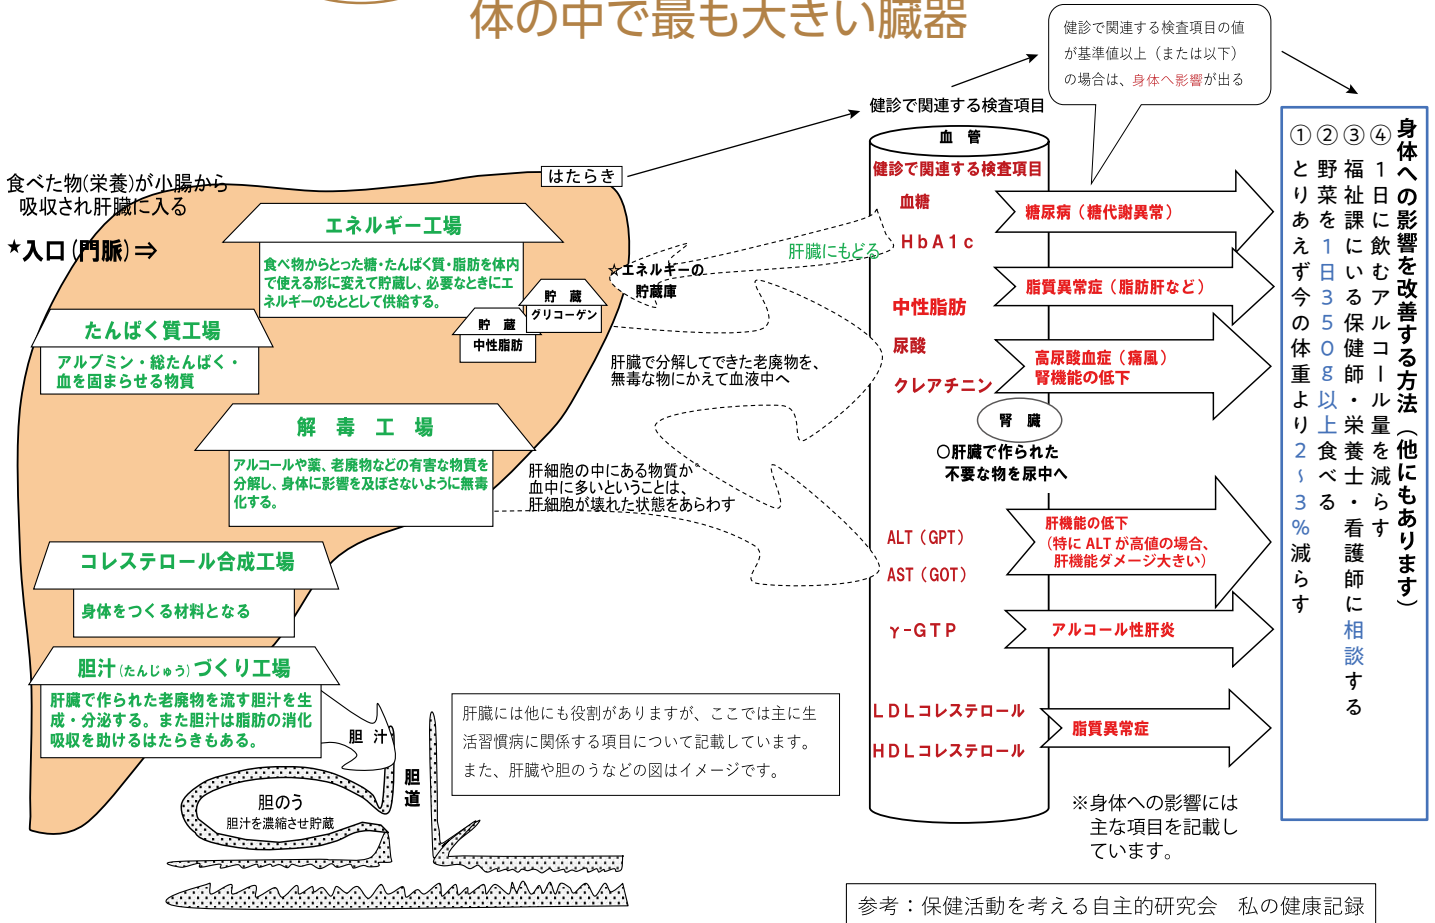 体の中で最も大きい臓器
食べた物(栄養)が小腸から
吸収され肝臓に入る
★入口(門脈)⇒
はたらき
エネルギー工場
食べ物からとった糖・たんぱく質・脂肪を体内
で使える形に変えて貯蔵し、必要なときにエ
ネルギーのもととして供給する。
貯 蔵
グリコーゲン
貯 蔵
中性脂肪
☆エネルギーの
貯蔵庫
たんぱく質工場
アルブミン・総たんぱく・
血を固まらせる物質
解 毒 工 場
アルコールや薬、老廃物などの有害な物質を
分解し、身体に影響を及ぼさないように無毒
化する。
コレステロール合成工場
身体をつくる材料となる
胆汁(たんじゅう)づくり工場
肝臓で作られた老廃物を流す胆汁を生
成・分泌する。また胆汁は脂肪の消化
吸収を助けるはたらきもある。
胆 汁
胆道
胆のう
胆汁を濃縮させ貯蔵
肝臓にもどる
肝臓で分解してできた老廃物を、
無毒な物にかえて血液中へ
肝細胞の中にある物質が
血中に多いということは、
肝細胞が壊れた状態をあらわす
肝臓には他にも役割がありますが、ここでは主に生
活習慣病に関係する項目について記載しています。
また、肝臓や胆のうなどの図はイメージです。
健診で関連する検査項目
血 管
健診で関連する検査項目
血糖
HbA1c
中性脂肪
尿酸
クレアチニン
腎 臓
○肝臓で作られた
不要な物を尿中へ
ALT(GPT)
AST(GOT)
γ-GTP
LDLコレステロール
HDLコレステロール
健診で関連する検査項目の値
が基準値以上(または以下)
の場合は、身体へ影響が出る
糖尿病(糖代謝異常)
脂質異常症(脂肪肝など)
高尿酸血症(痛風)
腎機能の低下
肝機能の低下
(特に ALT が高値の場合、
肝機能ダメージ大きい)
アルコール性肝炎
脂質異常症
※身体への影響には
主な項目を記載し
ています。
身体への影響を改善する方法(他にもあります)
④1日に飲むアルコール量を減らす
③福祉課にいる保健師・栄養士・看護師に相談する
②野菜を1日350g以上食べる
①とりあえず今の体重より2~3%減らす
参考:保健活動を考える自主的研究会 私の健康記録